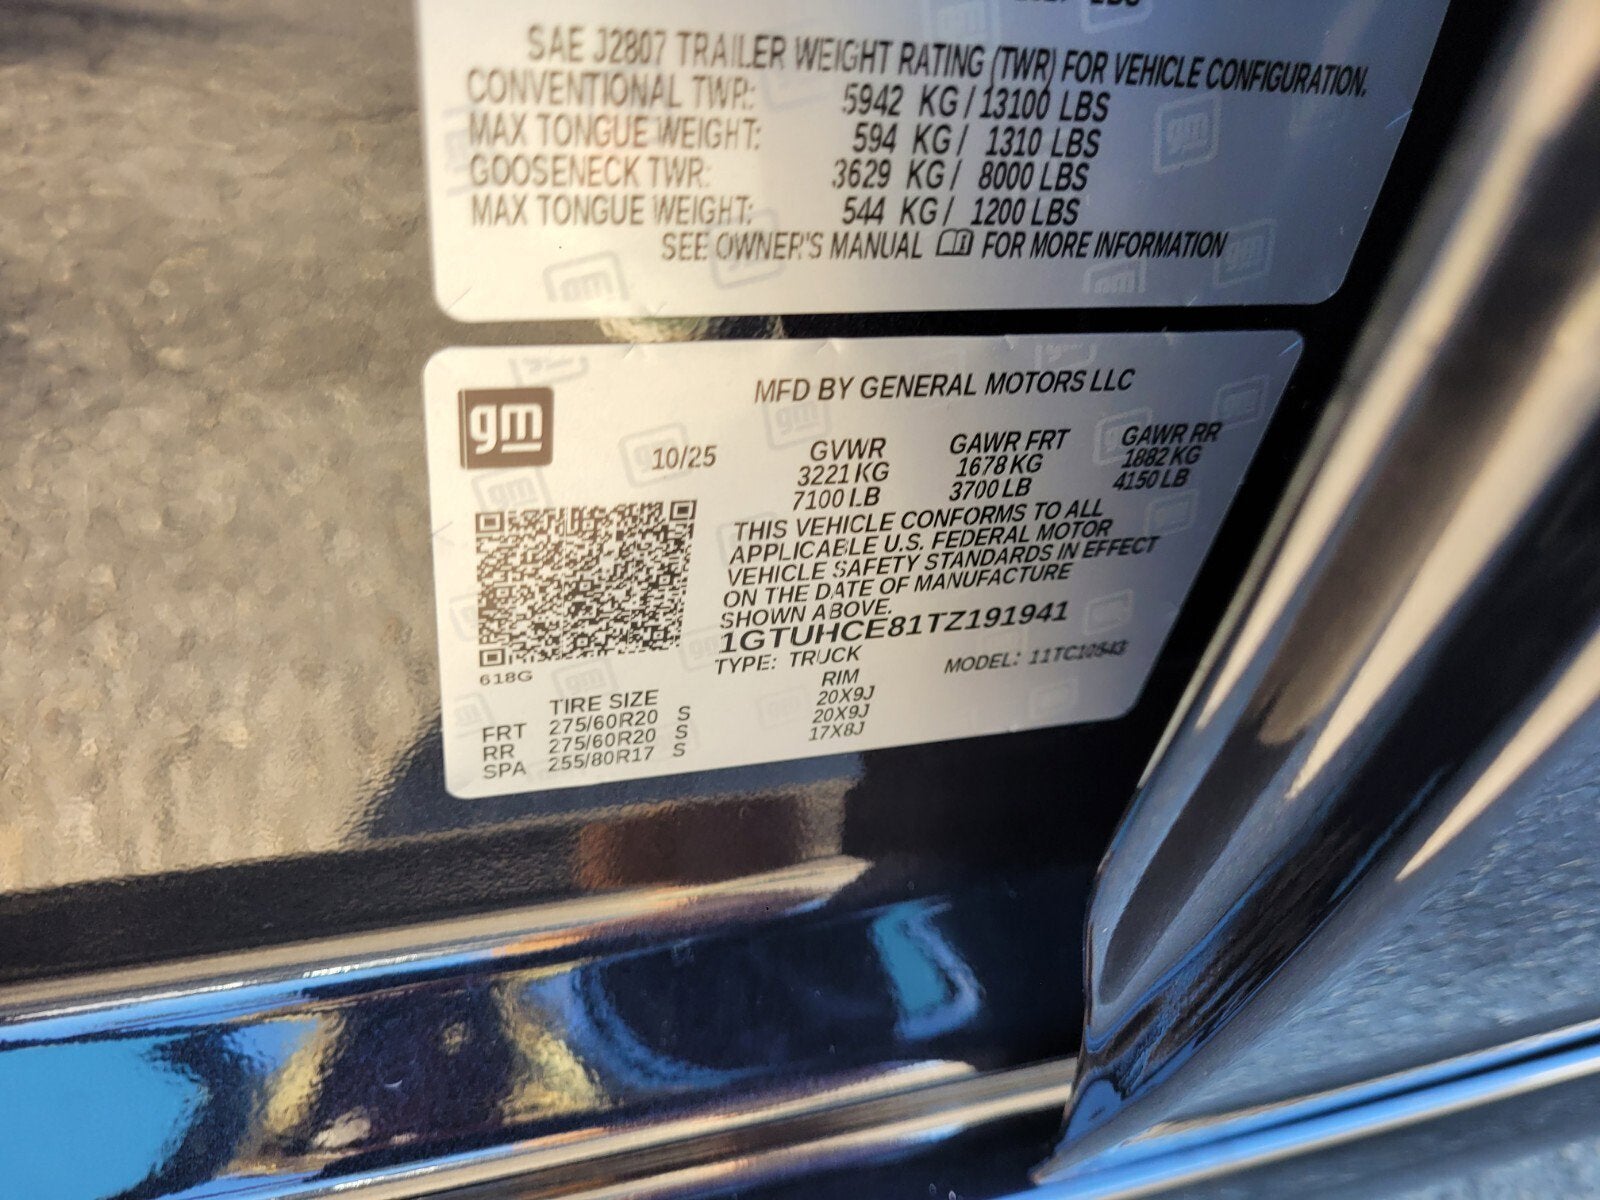 LBS
SAE J2807 TRAILER WEIGHT RATING (TWR) FOR VEHICLE CONFIGURATION.
CONVENTIONAL TWR: 5942 KG/13100 LBS
MAX TONGUE WEIGHT: 594 KG/ 1310 LBS
GOOSENECK TWR: 3629 KG/ 8000 LBS
MAX TONGUE WEIGHT: 544 KG/ 1200 LBS
SEE OWNER'S MANUAL FOR MORE INFORMATION
gm
MFD BY GENERAL MOTORS LLC
10/25 GVWR GAWR FRT GAWR RR
3221 KG 1678 KG 1882 KG
7100 LB 3700 LB 4150 LB
THIS VEHICLE CONFORMS TO ALL
APPLICABLE U.S. FEDERAL MOTOR
VEHICLE SAFETY STANDARDS IN EFFECT
ON THE DATE OF MANUFACTURE
SHOWN ABOVE.
1GTUHCE81TZ191941
TYPE: TRUCK MODEL: 11TC10543
618G
TIRE SIZE RIM
FRT 275/60R20 S 20X9J
RR 275/60R20 S 20X9J
SPA 255/80R17 S 17X8J